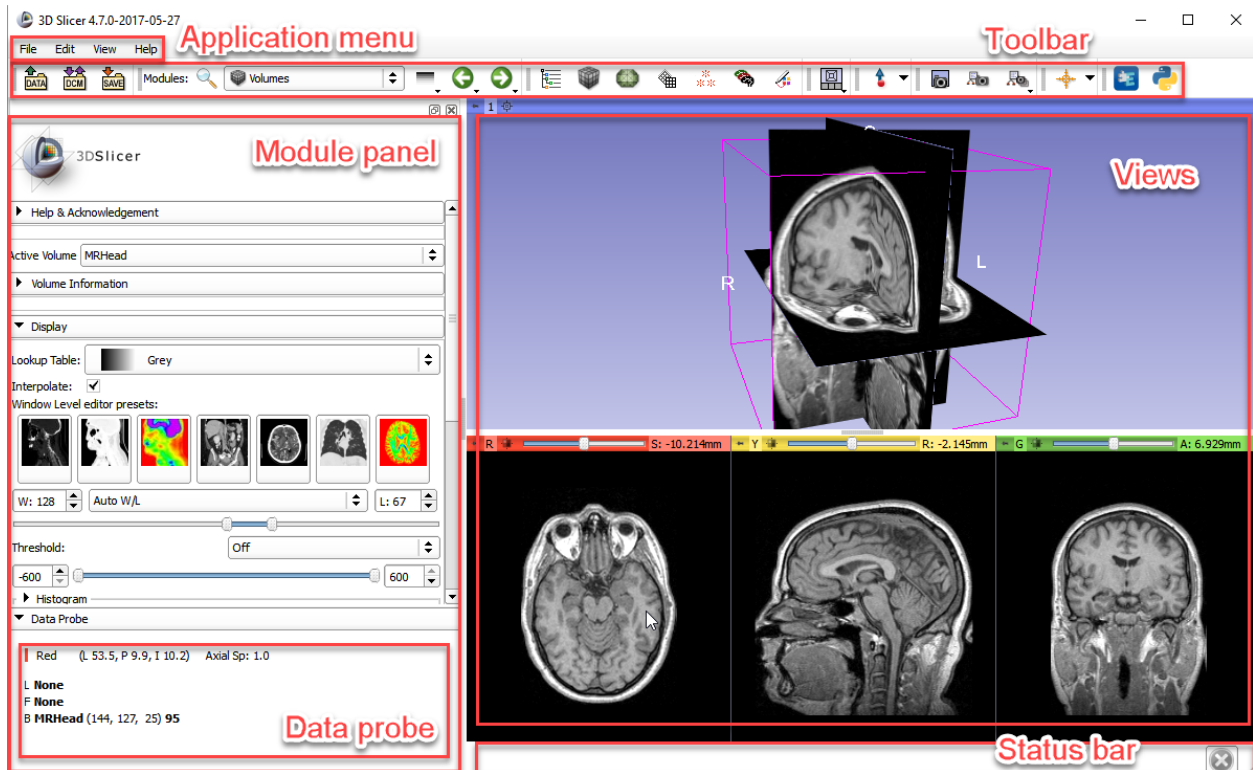 3D Slicer 4.7.0-2017-05-27
File Edit View Help
Application menu
Toolbar
DATA DCM SAVE Modules: Volumes
1
Module panel
3DSlicer
Views
Help & Acknowledgement
Active Volume MRHead
Volume Information
Display
Lookup Table: Grey
Interpolate:
Window Level editor presets:
W: 128 Auto W/L L: 67
Threshold: Off
-600 600
Histogram
Data Probe
Red (L 53.5, P 9.9, I 10.2) Axial Sp: 1.0
L None
F None
B MRHead (144, 127, 25) 95
Data probe
R
L
R S: -10.214mm
Y R: -2.145mm
G A: 6.929mm
Status bar